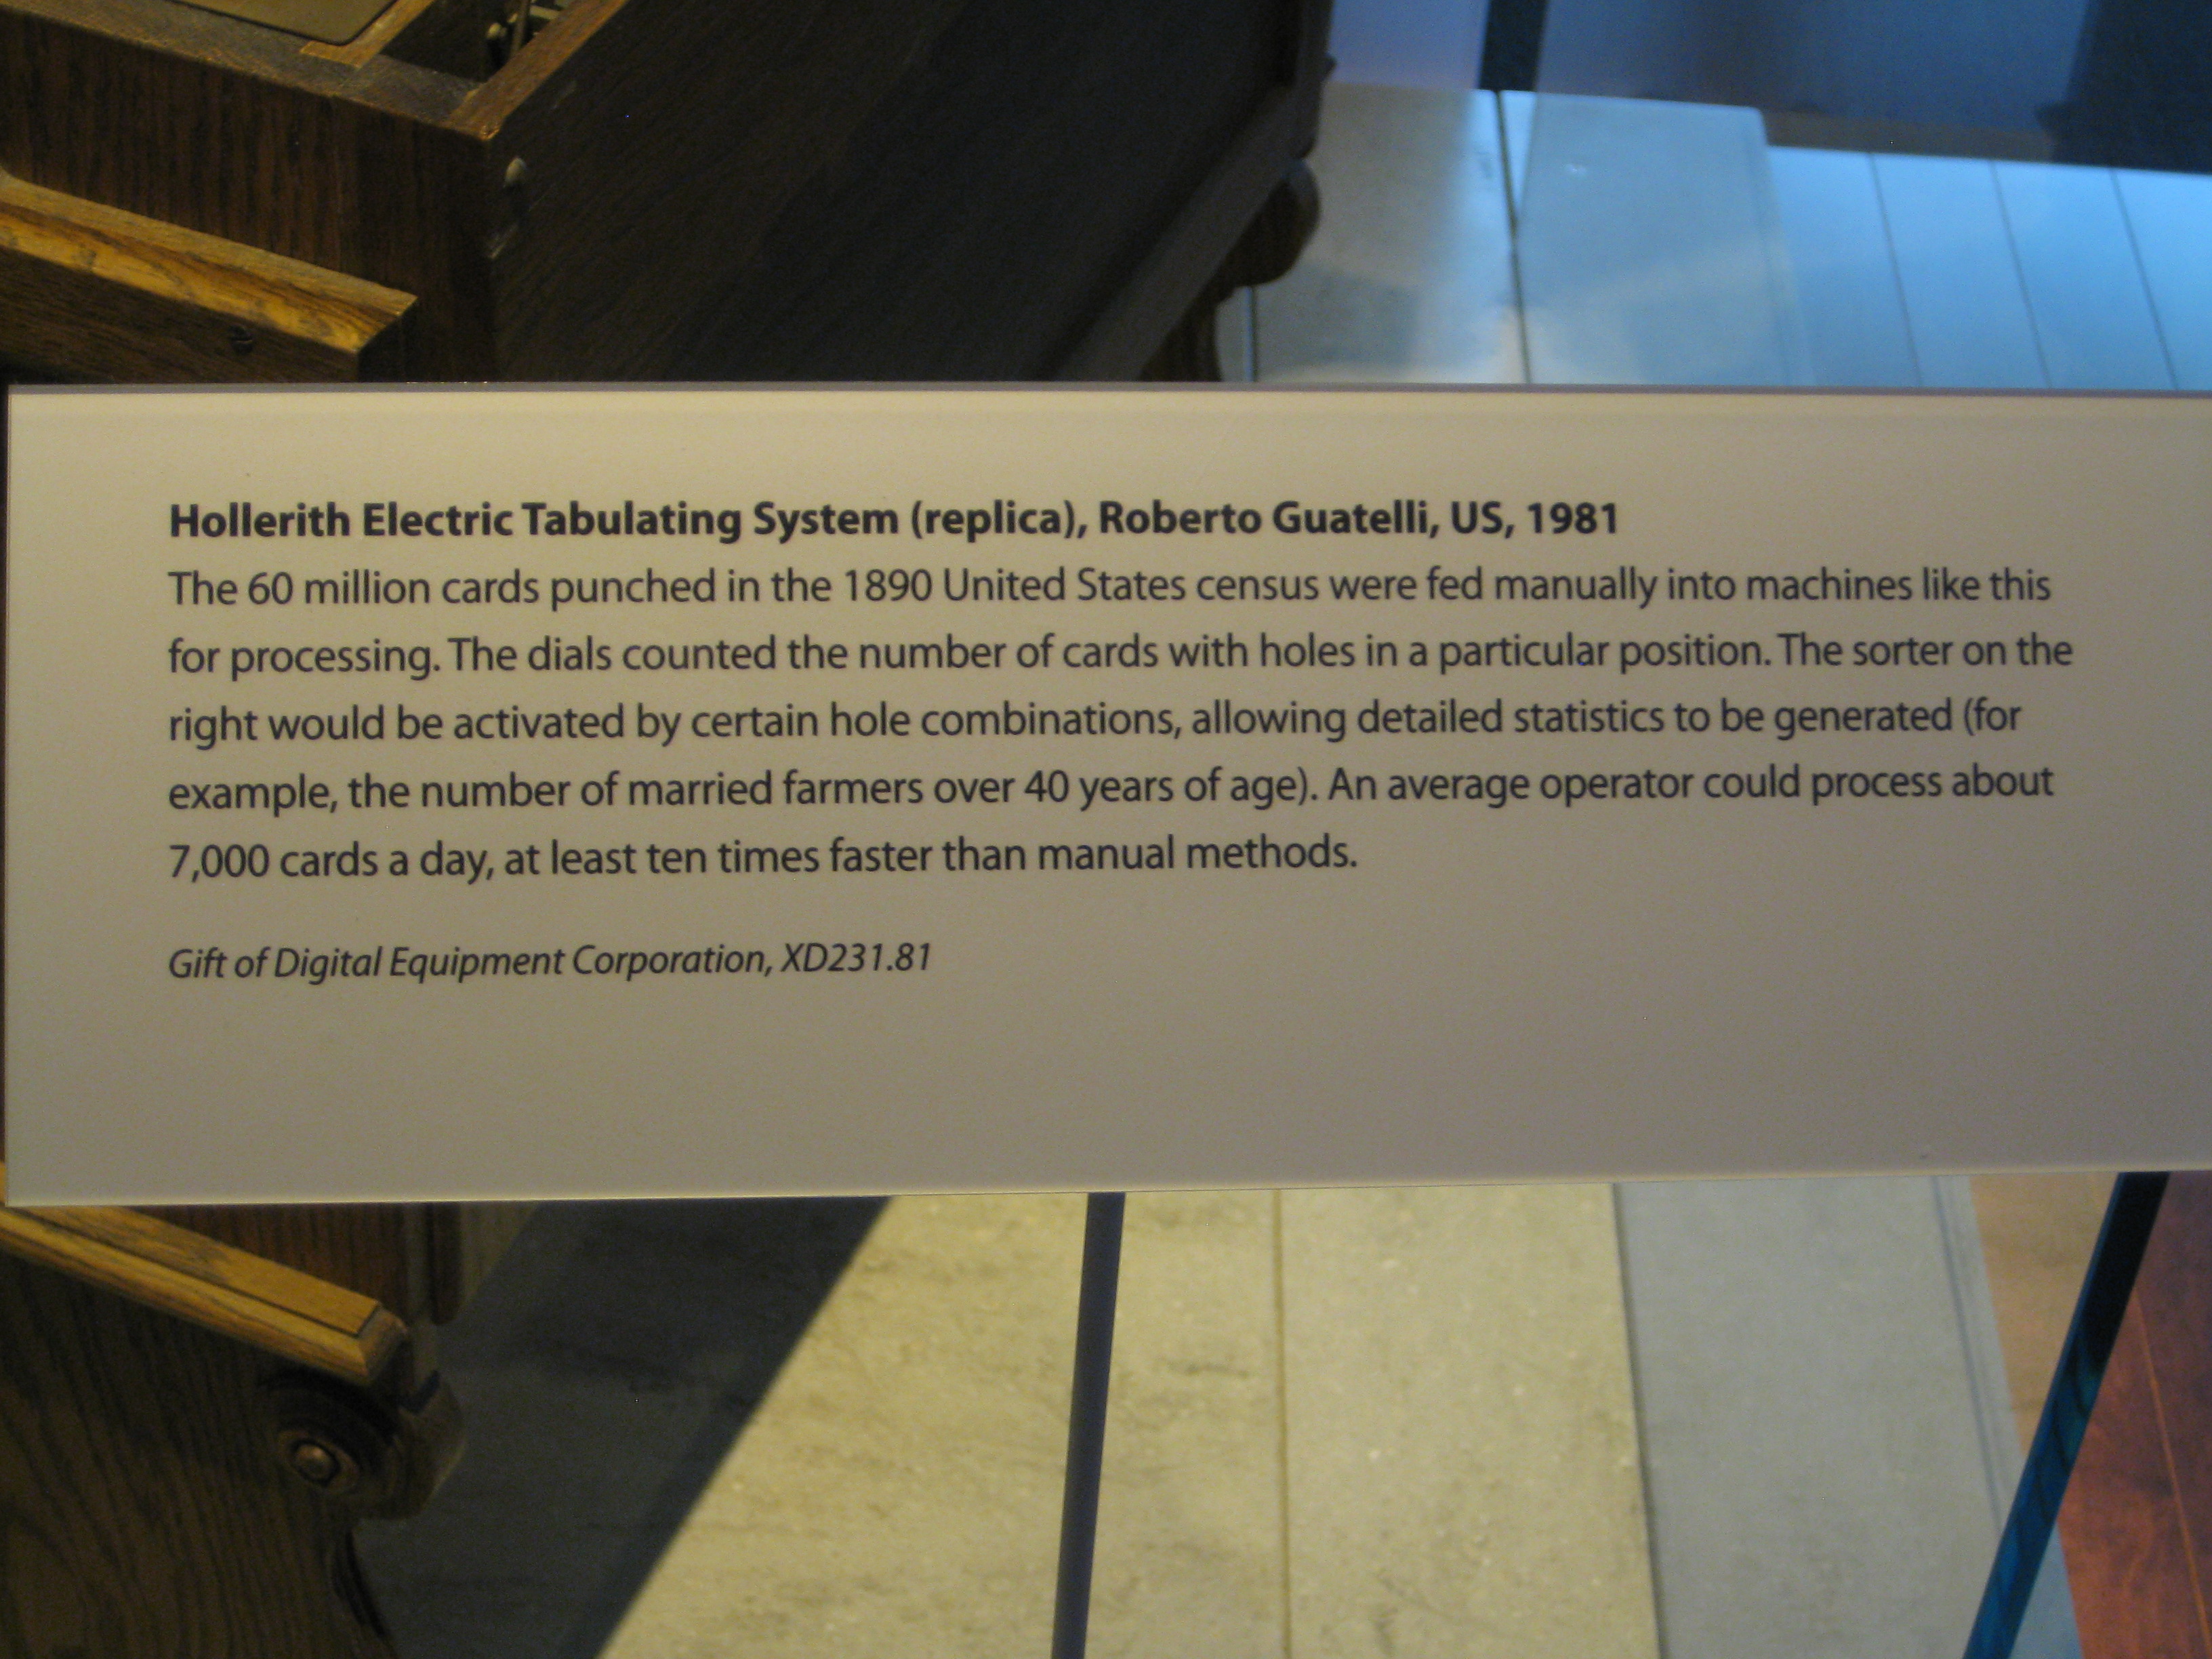 Hollerith Electric Tabulating System (replica), Roberto Guatelli, US, 1981
The 60 million cards punched in the 1890 United States census were fed manually into machines like this
for processing. The dials counted the number of cards with holes in a particular position. The sorter on the
right would be activated by certain hole combinations, allowing detailed statistics to be generated (for
example, the number of married farmers over 40 years of age). An average operator could process about
7,000 cards a day, at least ten times faster than manual methods.
Gift of Digital Equipment Corporation, XD231.81